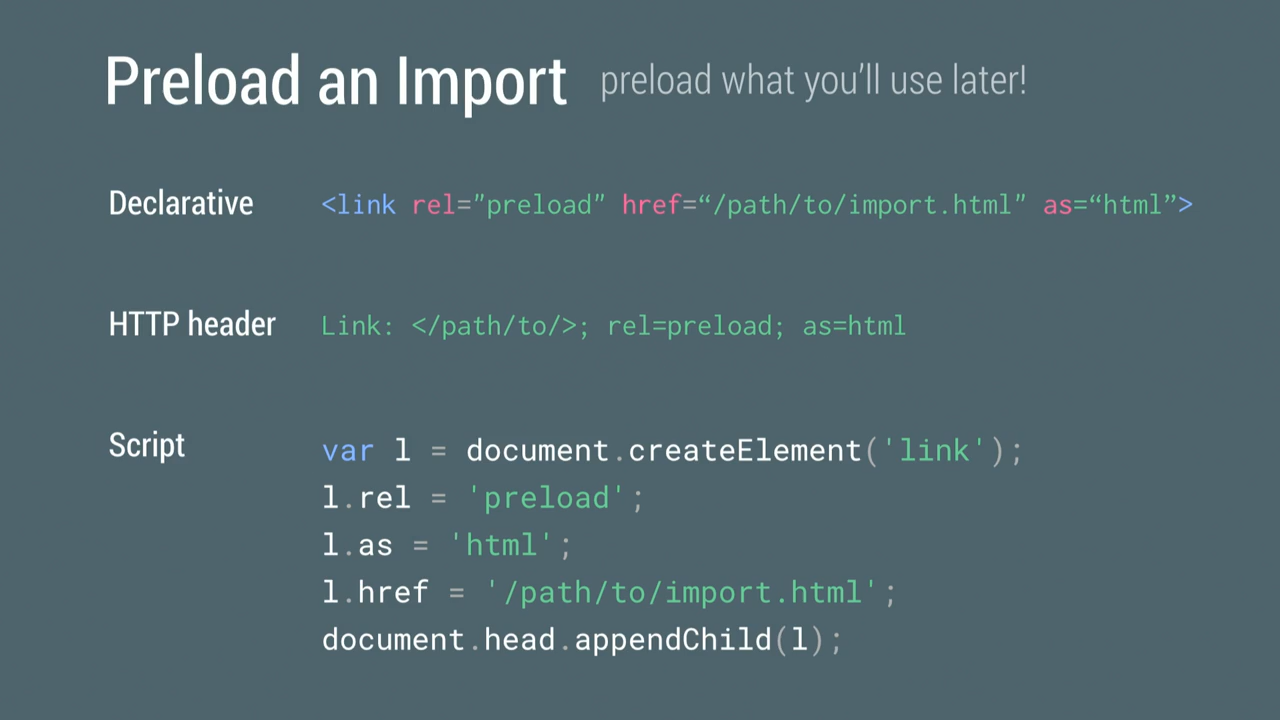 Preload an Import preload what you’ll use later!
Declarative <link rel="preload" href=“/path/to/import.html" as=“html”>
HTTP header Link: </path/to/>; rel=preload; as=html
Script var l = document.createElement('link');
l.rel = 'preload';
l.as = 'html';
l.href = '/path/to/import.html';
document.head.appendChild(l);